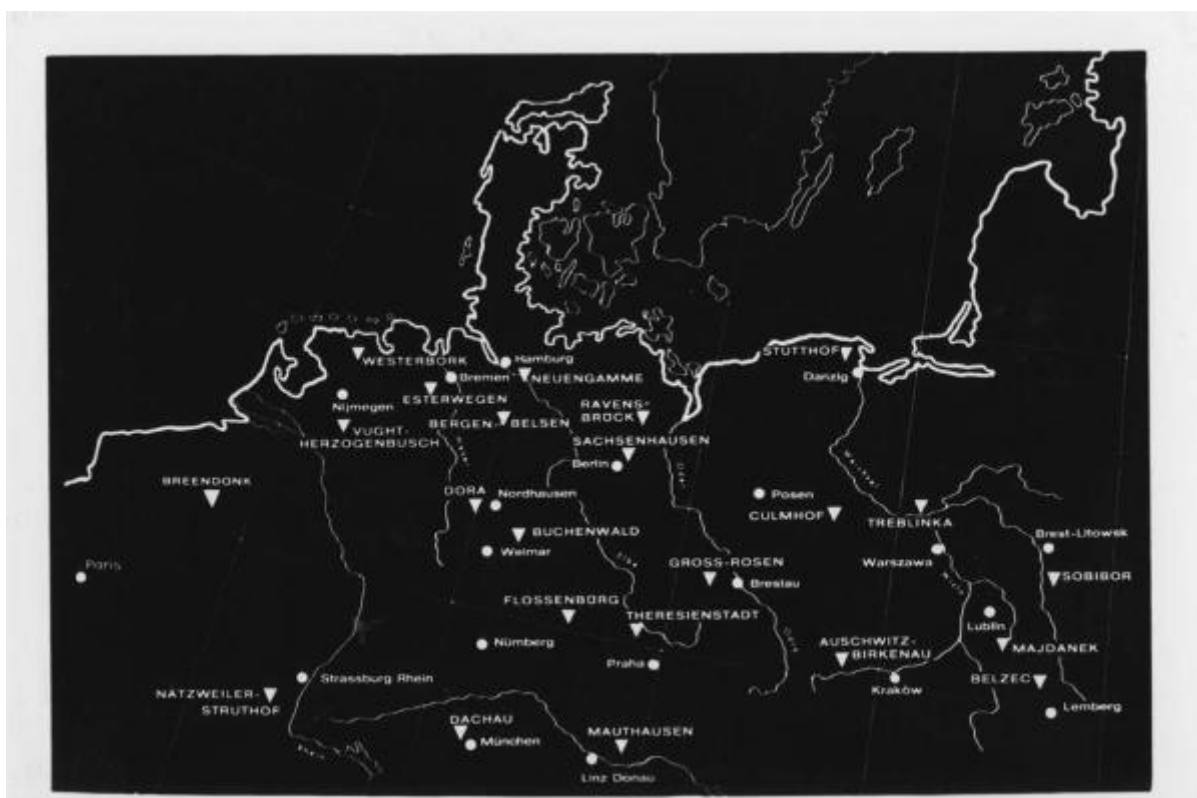 STUTTHOF
WESTERBORK
Hamburg
Bremen
NEUENGAMME
Danzig
ESTERWEGEN
Nijmegen
RAVENS-
BRÜCK
BERGEN-BELSEN
VUGHT-
HERZOGENBUSCH
SACHSENHAUSEN
Berlin
BREENDONK
DORA
Nordhausen
Posen
CULMHOF
TREBLINKA
BUCHENWALD
Brest-Litowsk
Weimar
Warszawa
Paris
GROSS-ROSEN
Breslau
SOBIBOR
FLOSSENBÜRG
THERESIENSTADT
Lublin
Nürnberg
AUSCHWITZ-
BIRKENAU
MAJDANEK
Praha
Strassburg Rhein
Kraków
BELZEC
NATZWEILER-
STRUTHOF
Lemberg
DACHAU
München
MAUTHAUSEN
Linz Donau